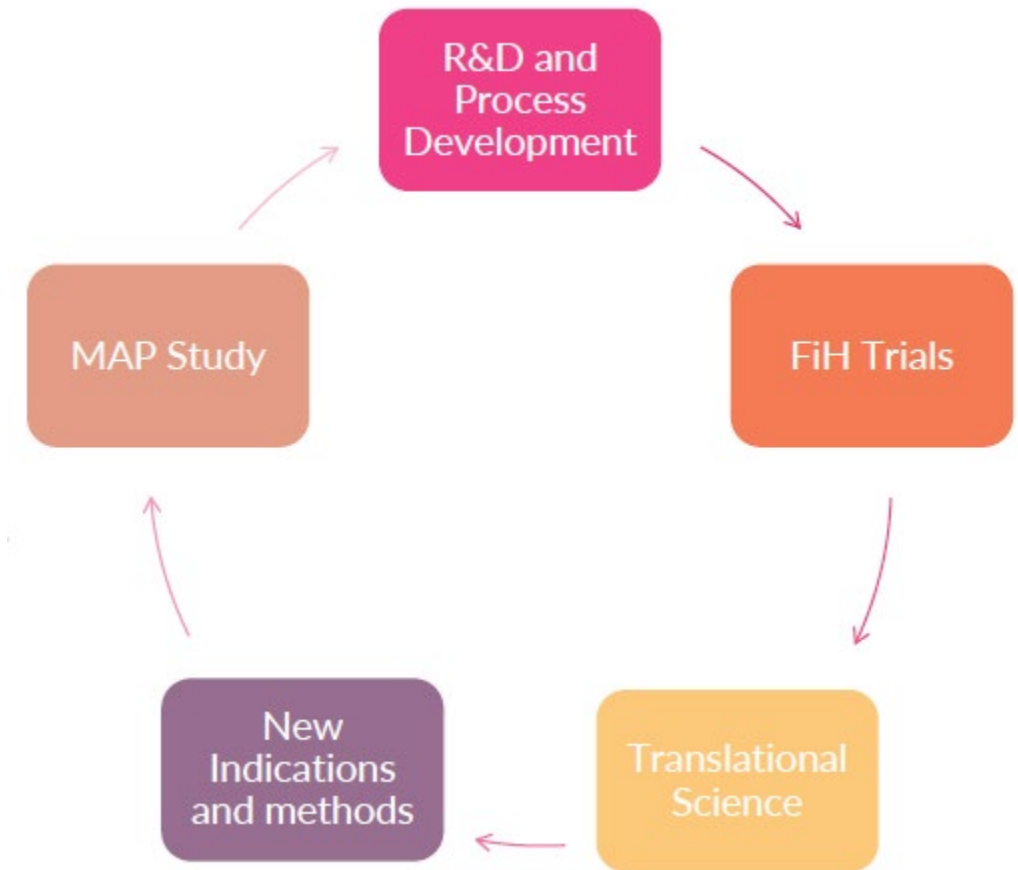 R&D and
Process
Development
MAP Study
FiH Trials
New
Indications
and methods
Translational
Science